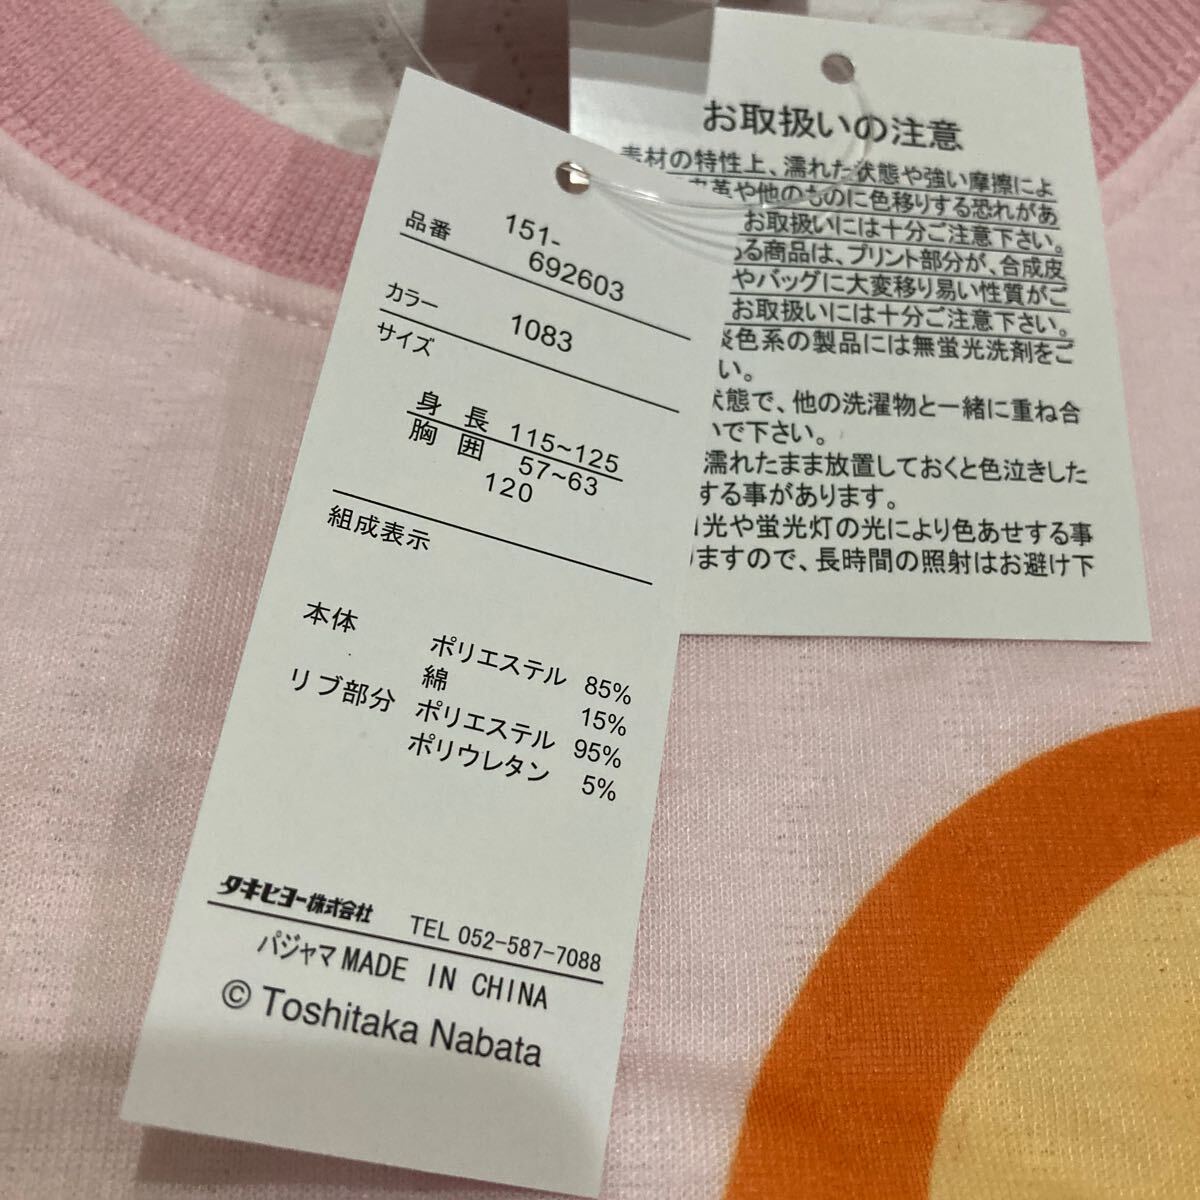 品番 151-
692603
カラー 1083
サイズ
身長 115~125
胸囲 57~63
120
組成表示
本体 ポリエステル 85%
綿 15%
リブ部分 ポリエステル 95%
ポリウレタン 5%
タキヒヨー株式会社 TEL 052-587-7088
パジャマ MADE IN CHINA
© Toshitaka Nabata
お取扱いの注意
素材の特性上、濡れた状態や強い摩擦によ
皮革や他のものに色移りする恐れがあ
お取扱いには十分ご注意下さい。
る商品は、プリント部分が、合成皮
やバッグに大変移り易い性質がご
お取扱いには十分ご注意下さい。
淡色系の製品には無蛍光洗剤をご
い。
状態で、他の洗濯物と一緒に重ね合
いで下さい。
濡れたまま放置しておくと色泣きした
する事があります。
光や蛍光灯の光により色あせする事
ますので、長時間の照射はお避け下